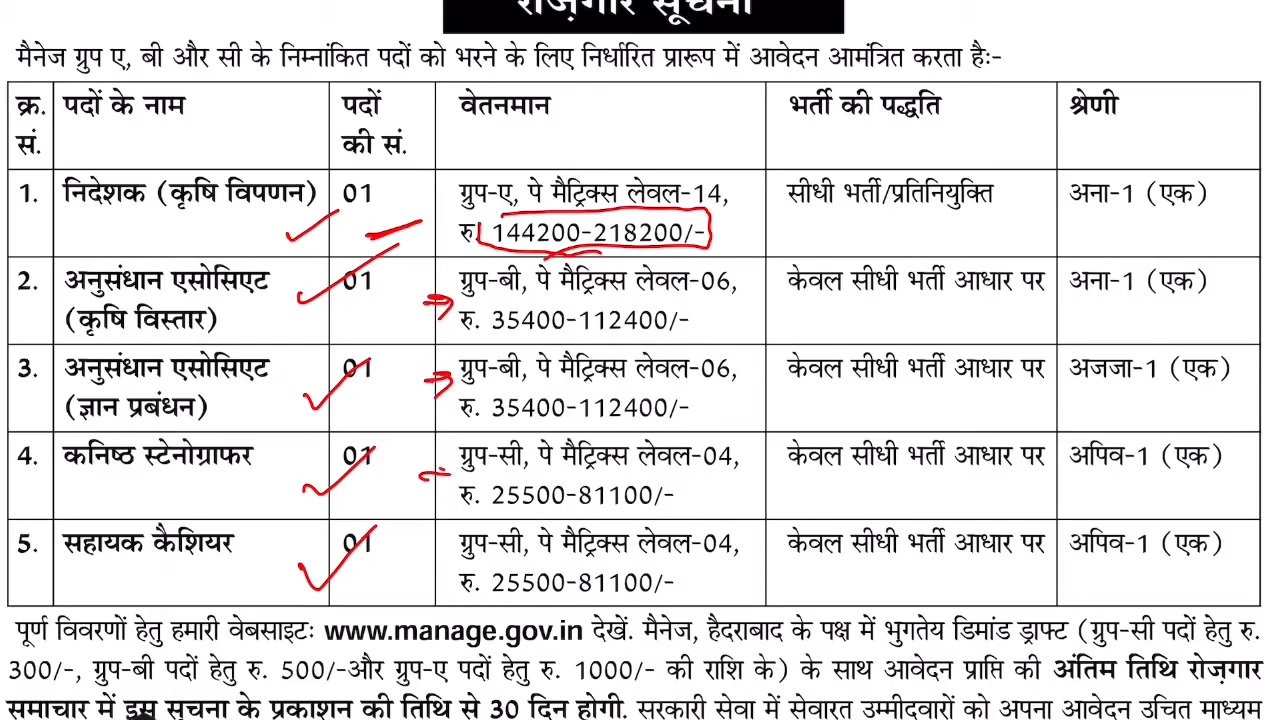 रोज़गार सूचना
मैनेज ग्रुप ए, बी और सी के निम्नांकित पदों को भरने के लिए निर्धारित प्रारूप में आवेदन आमंत्रित करता हैः-
क्र. सं. पदों के नाम पदों की सं. वेतनमान भर्ती की पद्धति श्रेणी
1. निदेशक (कृषि विपणन) 01 ग्रुप-ए, पे मैट्रिक्स लेवल-14, सीधी भर्ती/प्रतिनियुक्ति अना-1 (एक)
रु. 144200-218200/-
2. अनुसंधान एसोसिएट 01 ग्रुप-बी, पे मैट्रिक्स लेवल-06, केवल सीधी भर्ती आधार पर अना-1 (एक)
(कृषि विस्तार) रु. 35400-112400/-
3. अनुसंधान एसोसिएट 01 ग्रुप-बी, पे मैट्रिक्स लेवल-06, केवल सीधी भर्ती आधार पर अजजा-1 (एक)
(ज्ञान प्रबंधन) रु. 35400-112400/-
4. कनिष्ठ स्टेनोग्राफर 01 ग्रुप-सी, पे मैट्रिक्स लेवल-04, केवल सीधी भर्ती आधार पर अपिव-1 (एक)
रु. 25500-81100/-
5. सहायक कैशियर 01 ग्रुप-सी, पे मैट्रिक्स लेवल-04, केवल सीधी भर्ती आधार पर अपिव-1 (एक)
रु. 25500-81100/-
पूर्ण विवरणों हेतु हमारी वेबसाइटः www.manage.gov.in देखें. मैनेज, हैदराबाद के पक्ष में भुगतेय डिमांड ड्राफ्ट (ग्रुप-सी पदों हेतु रु.
300/-, ग्रुप-बी पदों हेतु रु. 500/-और ग्रुप-ए पदों हेतु रु. 1000/- की राशि के) के साथ आवेदन प्राप्ति की अंतिम तिथि रोज़गार
समाचार में इस सूचना के प्रकाशन की तिथि से 30 दिन होगी. सरकारी सेवा में सेवारत उम्मीदवारों को अपना आवेदन उचित माध्यम